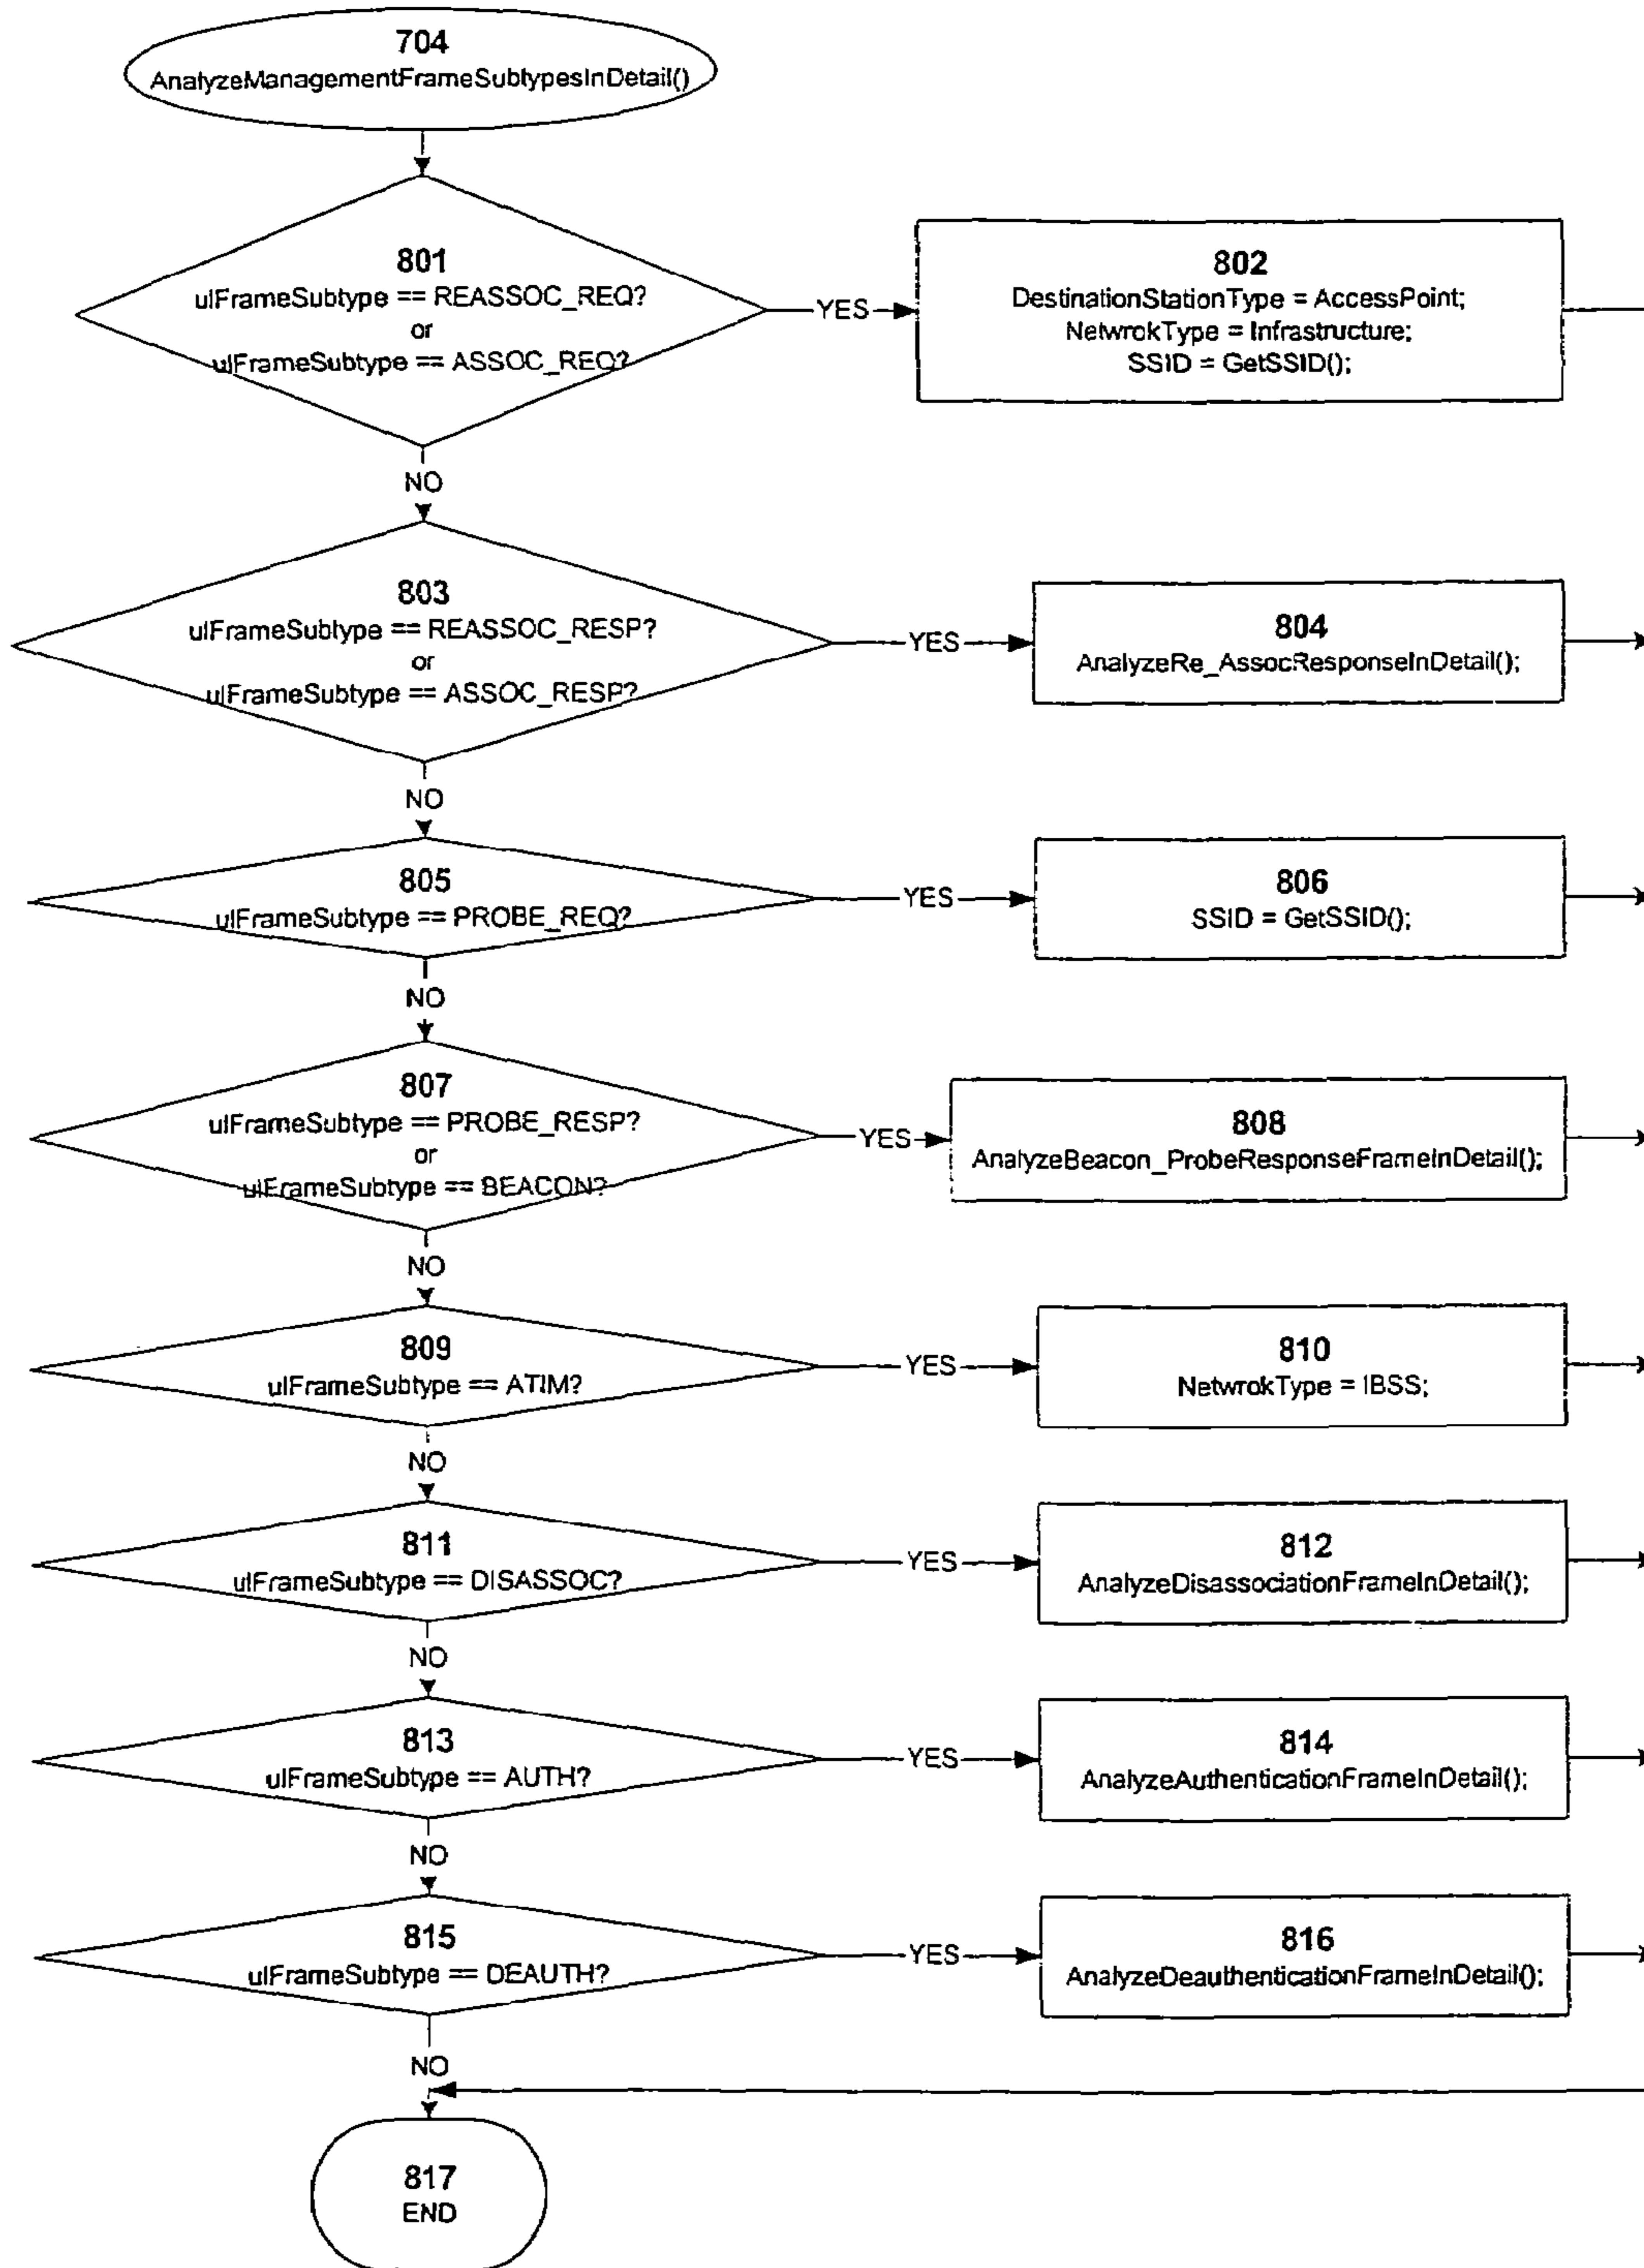 704
AnalyzeManagementFrameSubtypesInDetail()
801
ulFrameSubtype == REASSOC_REQ?
or
ulFrameSubtype == ASSOC_REQ?
YES
802
DestinationStationType = AccessPoint;
NetwrokType = Infrastructure;
SSID = GetSSID();
NO
803
ulFrameSubtype == REASSOC_RESP?
or
ulFrameSubtype == ASSOC_RESP?
YES
804
AnalyzeRe_AssocResponseInDetail();
NO
805
ulFrameSubtype == PROBE_REQ?
YES
806
SSID = GetSSID();
NO
807
ulFrameSubtype == PROBE_RESP?
or
ulFrameSubtype == BEACON?
YES
808
AnalyzeBeacon_ProbeResponseFrameInDetail();
NO
809
ulFrameSubtype == ATIM?
YES
810
NetwrokType = IBSS;
NO
811
ulFrameSubtype == DISASSOC?
YES
812
AnalyzeDisassociationFrameInDetail();
NO
813
ulFrameSubtype == AUTH?
YES
814
AnalyzeAuthenticationFrameInDetail();
NO
815
ulFrameSubtype == DEAUTH?
YES
816
AnalyzeDeauthenticationFrameInDetail();
NO
817
END